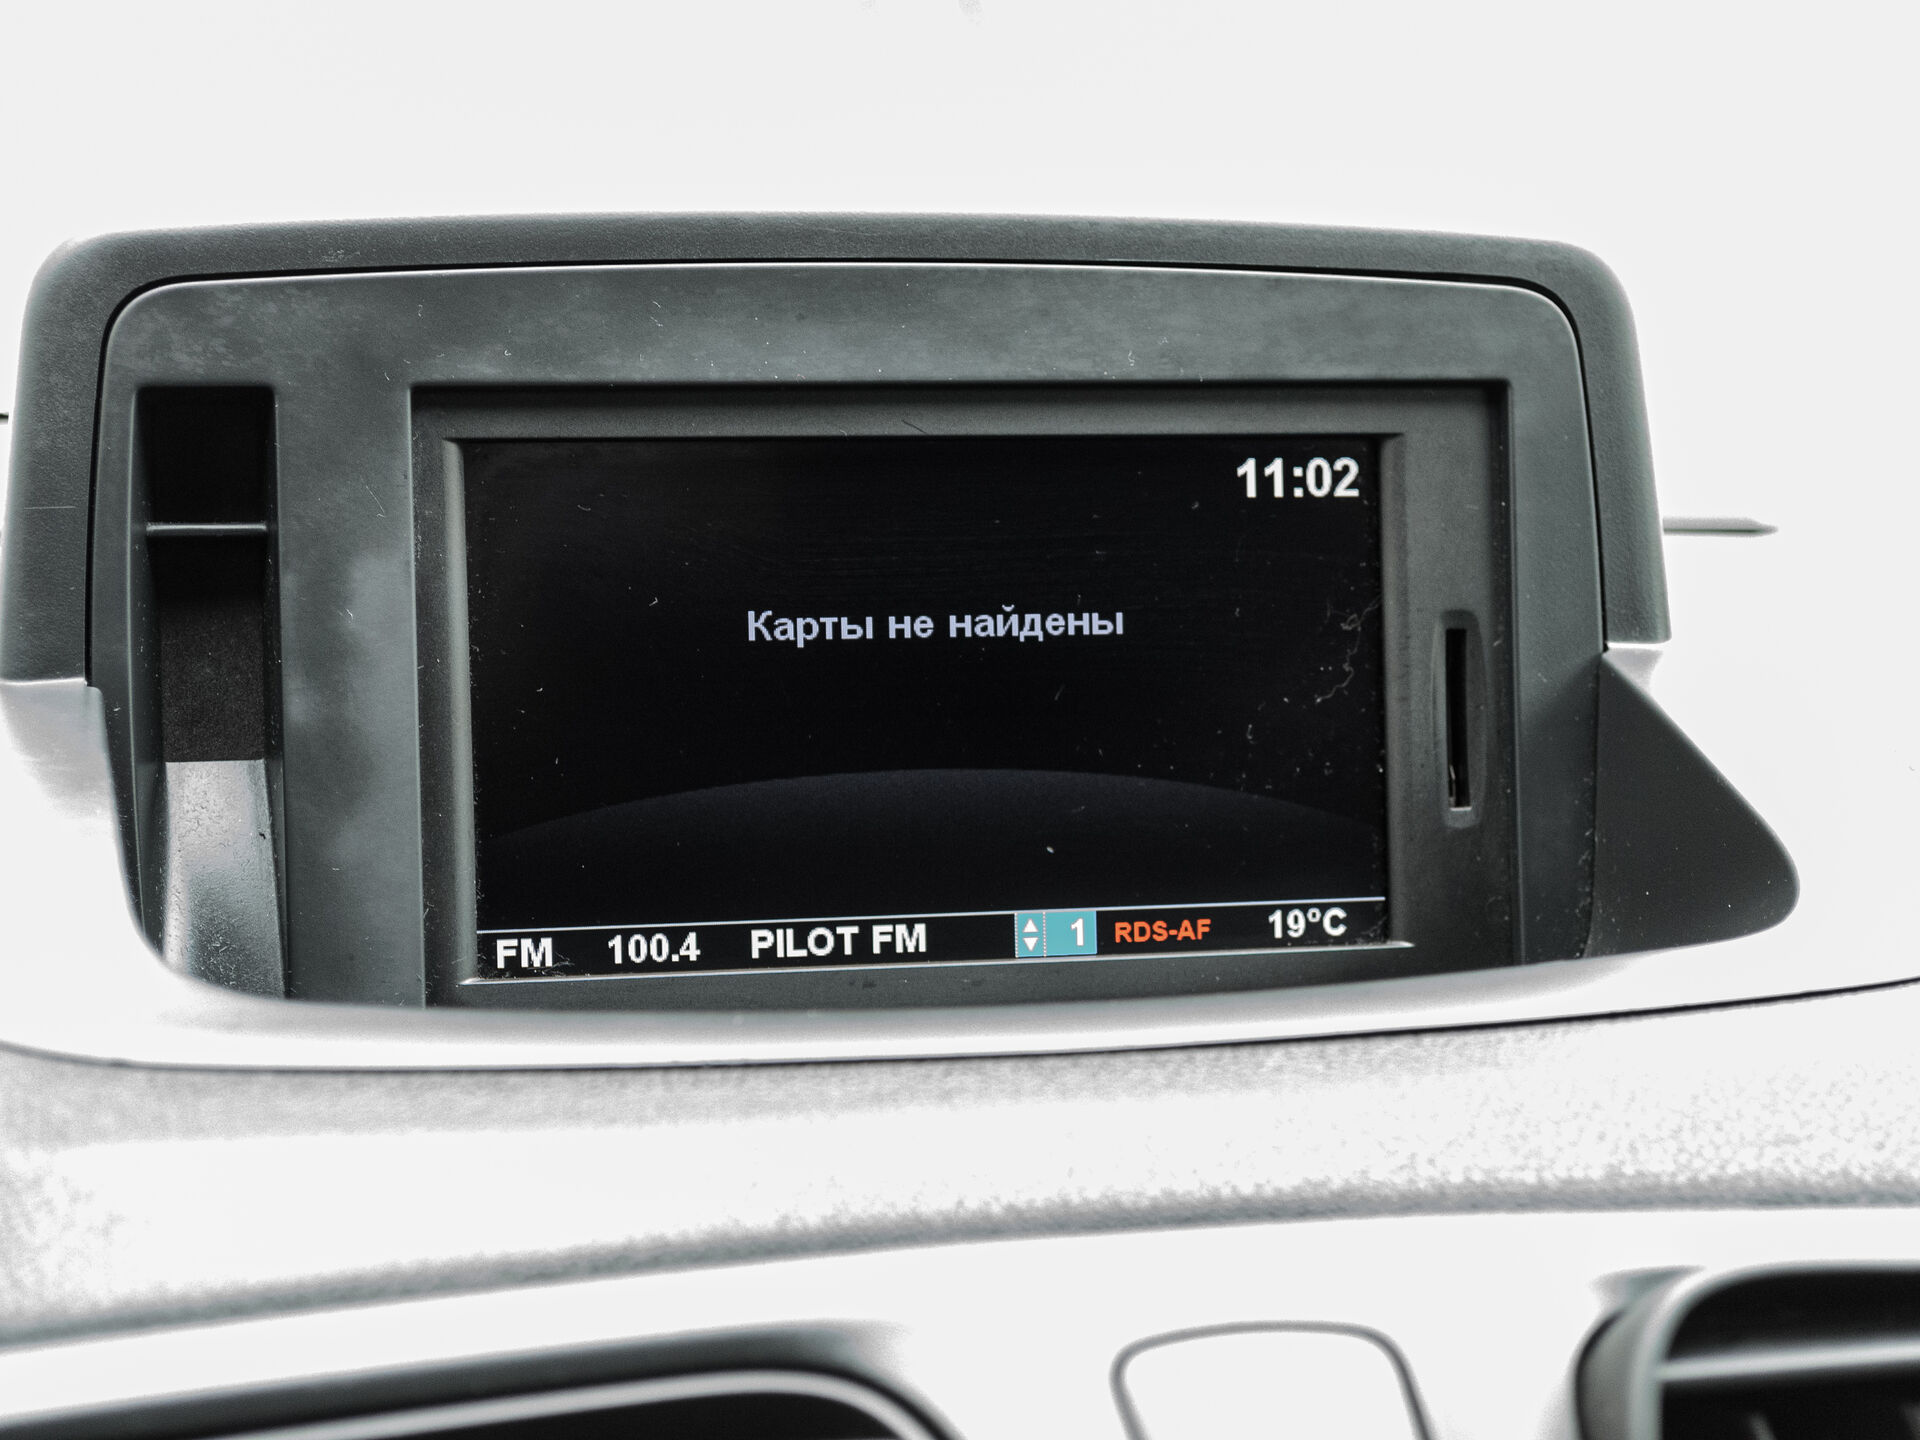 11:02
Карты не найдены
FM 100.4 PILOT FM 1 RDS-AF 19°C